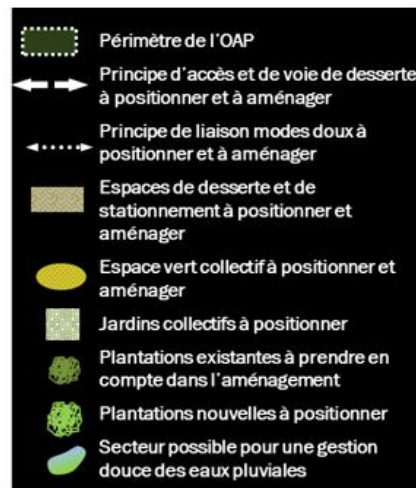 Périmètre de l'OAP
Principe d'accès et de voie de desserte
à positionner et à aménager
Principe de liaison modes doux à
positionner et à aménager
Espaces de desserte et de
stationnement à positionner et
aménager
Espace vert collectif à positionner et
aménager
Jardins collectifs à positionner
Plantations existantes à prendre en
compte dans l'aménagement
Plantations nouvelles à positionner
Secteur possible pour une gestion
douce des eaux pluviales